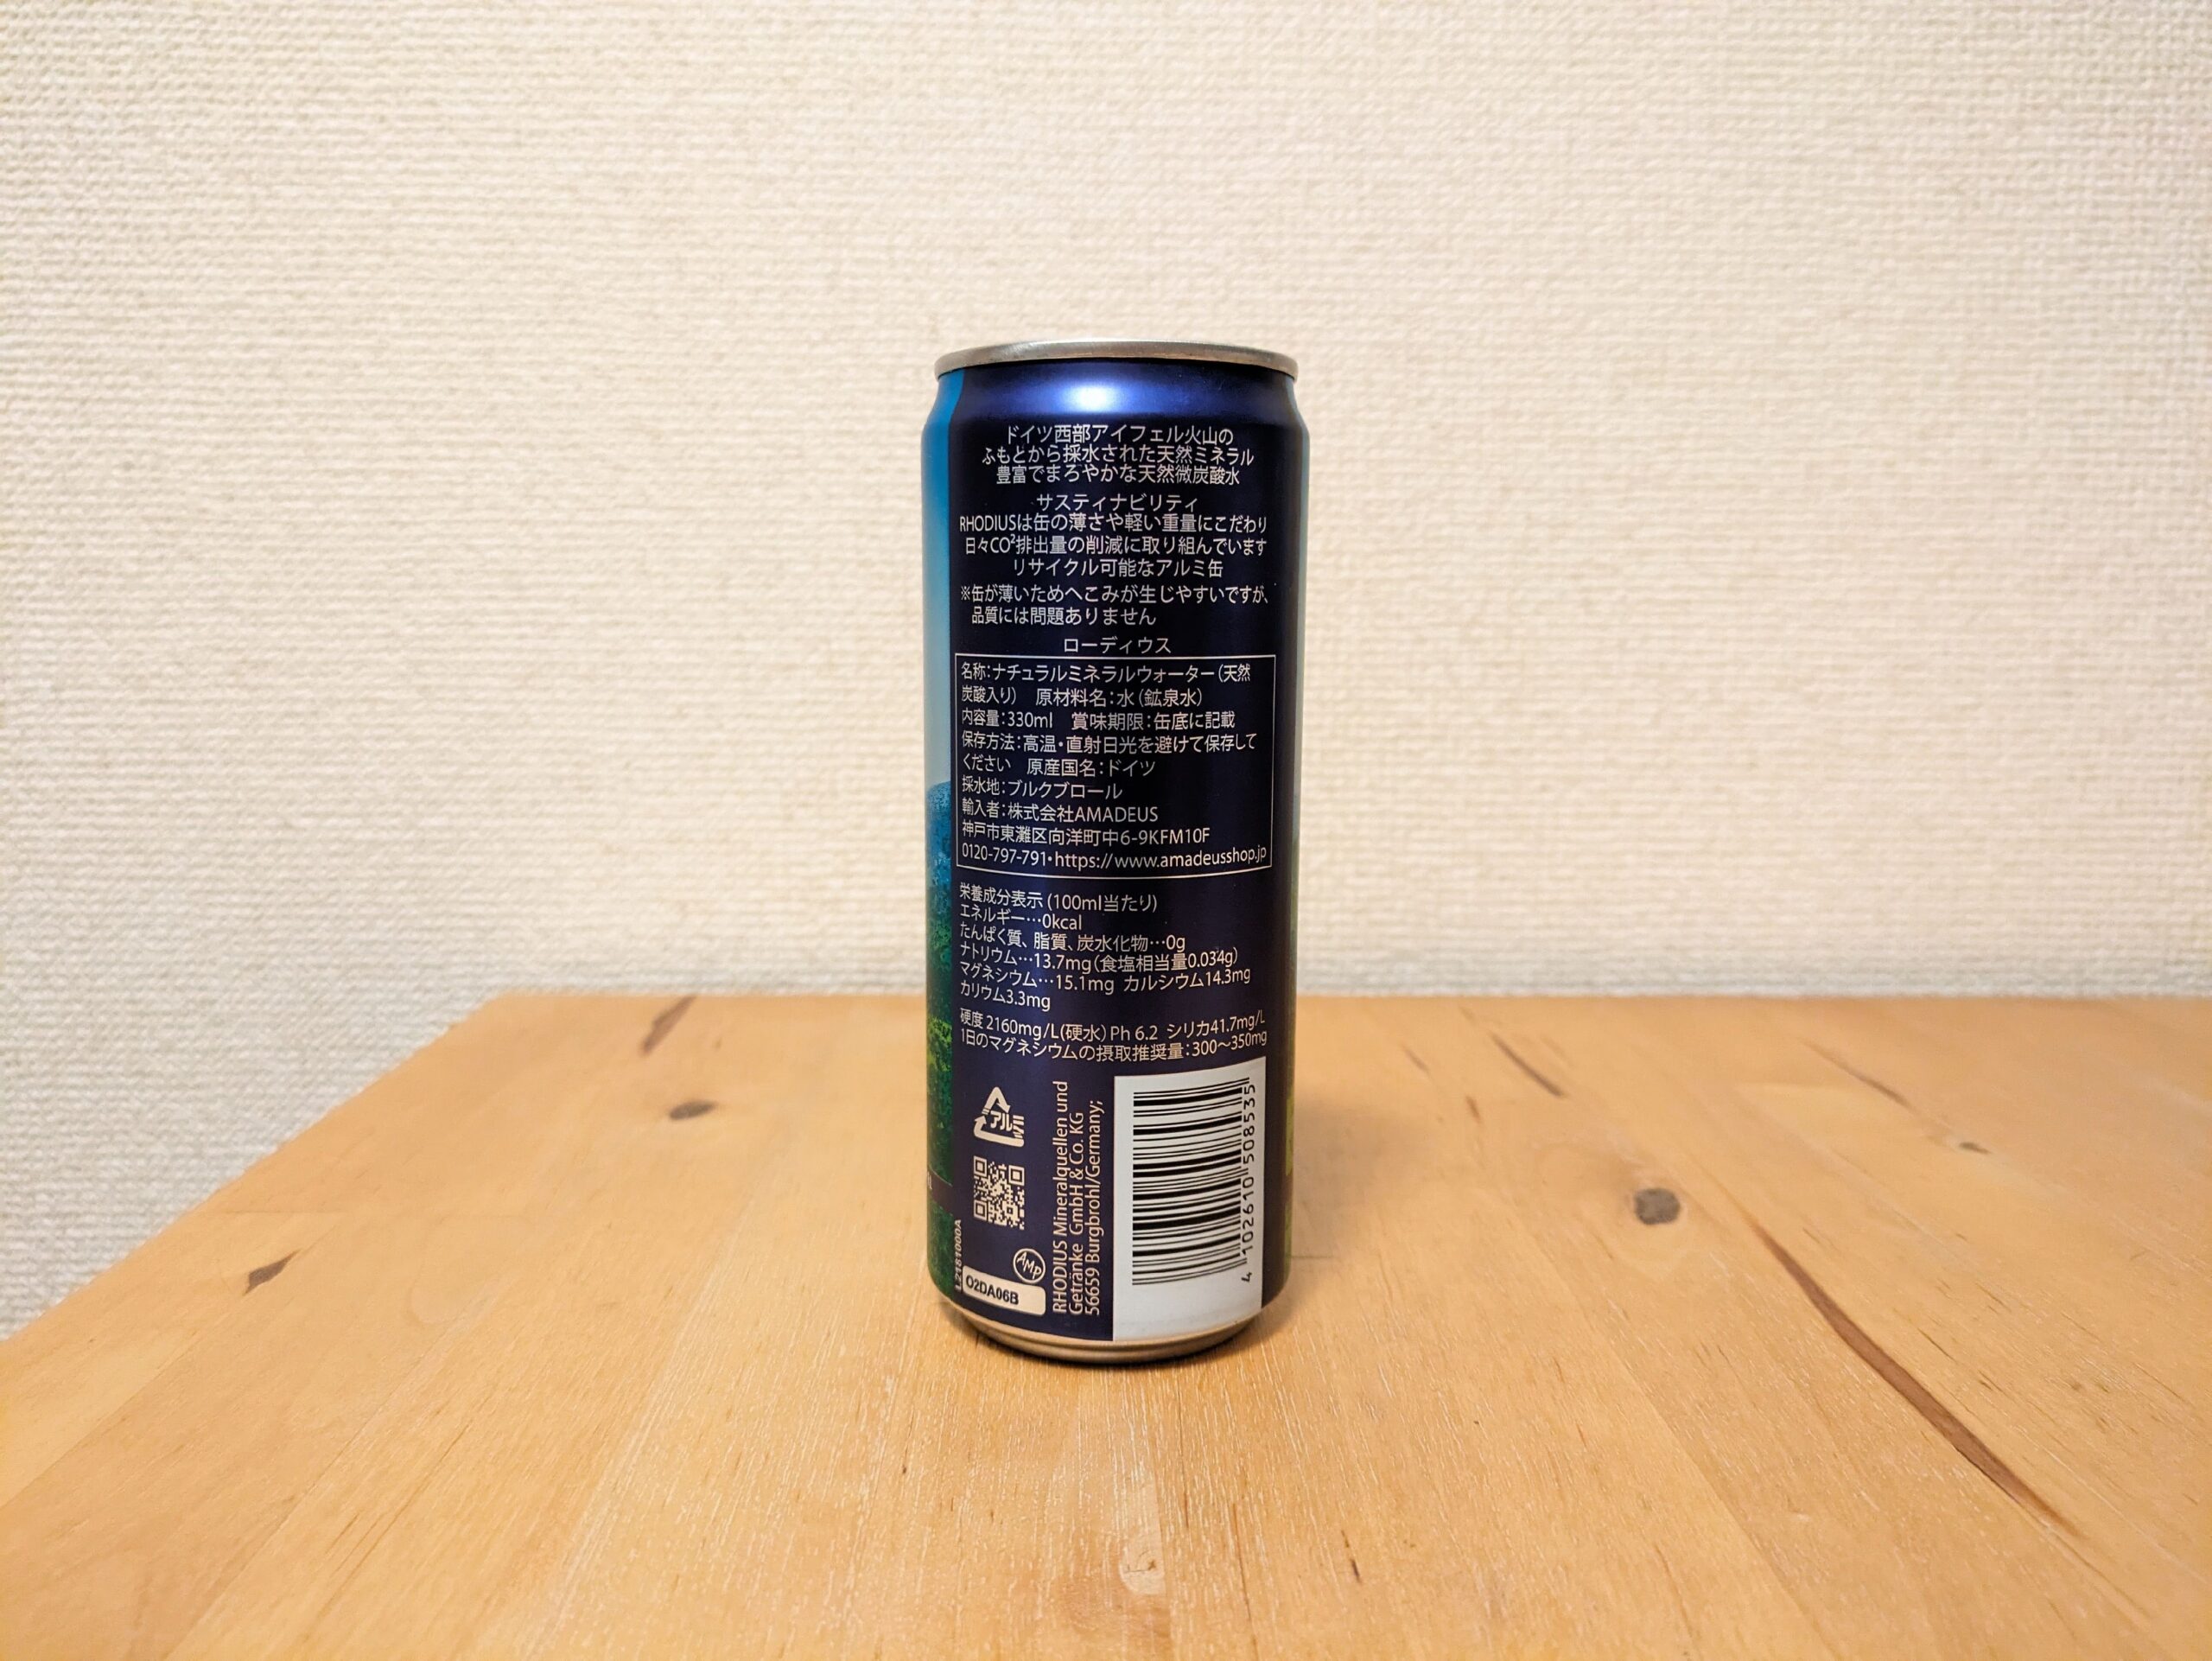 ドイツ西部アイフェル火山の
ふもとから採水された天然ミネラル
豊富でまろやかな天然微炭酸水
サスティナビリティ
RHODIUSは缶の薄さや軽い重量にこだわり
日々CO²排出量の削減に取り組んでいます
リサイクル可能なアルミ缶
※缶が薄いためへこみが生じやすいですが、
品質には問題ありません
ローディウス
名称：ナチュラルミネラルウォーター（天然
炭酸入り） 原材料名：水（鉱泉水）
内容量：330ml 賞味期限：缶底に記載
保存方法：高温・直射日光を避けて保存して
ください 原産国名：ドイツ
採水地：ブルクブロール
輸入者：株式会社AMADEUS
神戸市東灘区向洋町中6-9KFM10F
0120-797-791・https://www.amadeusshop.jp
栄養成分表示 (100ml当たり)
エネルギー…0kcal
たんぱく質、脂質、炭水化物…0g
ナトリウム…13.7mg（食塩相当量0.034g）
マグネシウム…15.1mg カルシウム14.3mg
カリウム3.3mg
硬度 2160mg/L(硬水) Ph 6.2 シリカ41.7mg/L
1日のマグネシウムの摂取推奨量：300～350mg
アルミ
RHODIUS Mineralquellen und
Getränke GmbH & Co. KG
56659 Burgbrohl/Germany;
AMP
O2DA06B
4 102610 508535